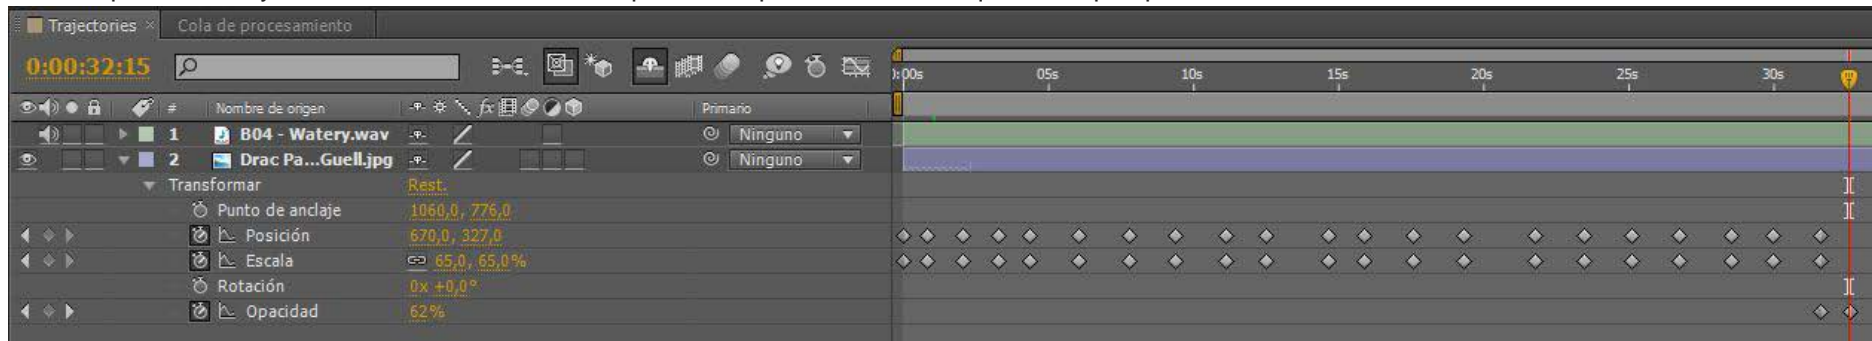 Trajectories × Cola de procesamiento
0:00:32:15
0:00s 05s 10s 15s 20s 25s 30s
# Nombre de origen fx Primario
1 B04 - Watery.wav Ninguno
2 Drac Pa...Guell.jpg Ninguno
Transformar Rest.
Punto de anclaje 1060,0, 776,0
Posición 670,0, 327,0
Escala 65,0, 65,0%
Rotación 0x +0,0°
Opacidad 62%